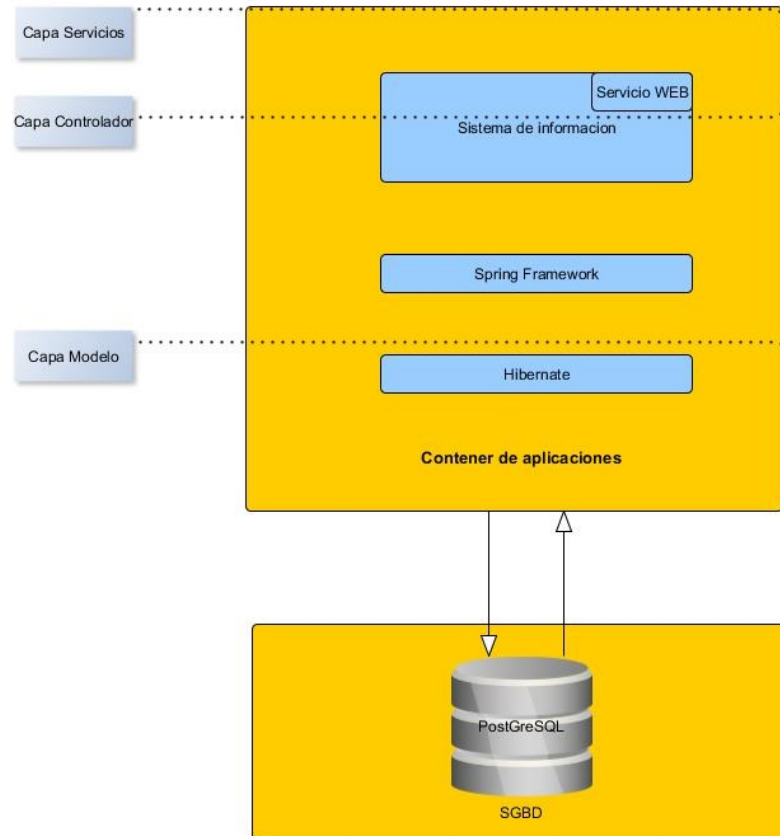 Capa Servicios
Servicio WEB
Capa Controlador
Sistema de informacion
Spring Framework
Capa Modelo
Hibernate
Contener de aplicaciones
PostGreSQL
SGBD